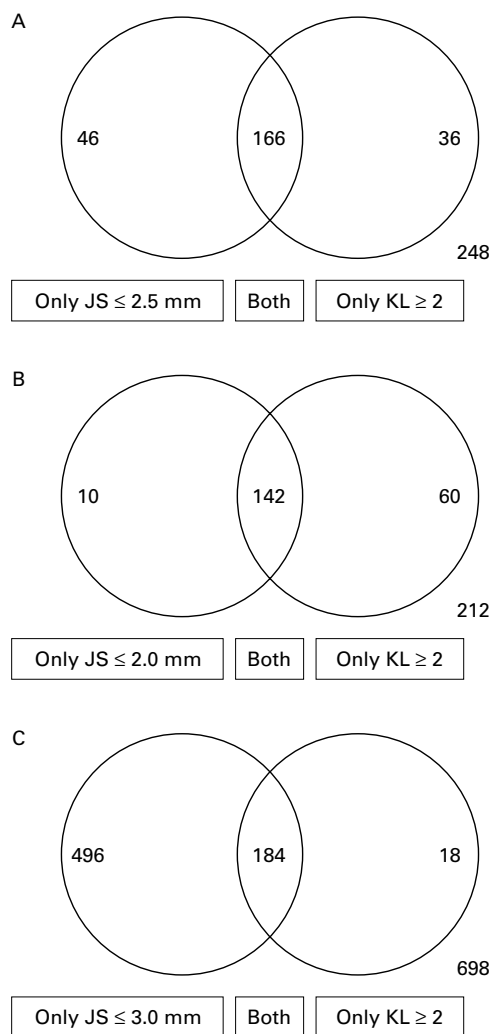 A
46 166 36
248
Only JS ≤ 2.5 mm Both Only KL ≥ 2
B
10 142 60
212
Only JS ≤ 2.0 mm Both Only KL ≥ 2
C
496 184 18
698
Only JS ≤ 3.0 mm Both Only KL ≥ 2